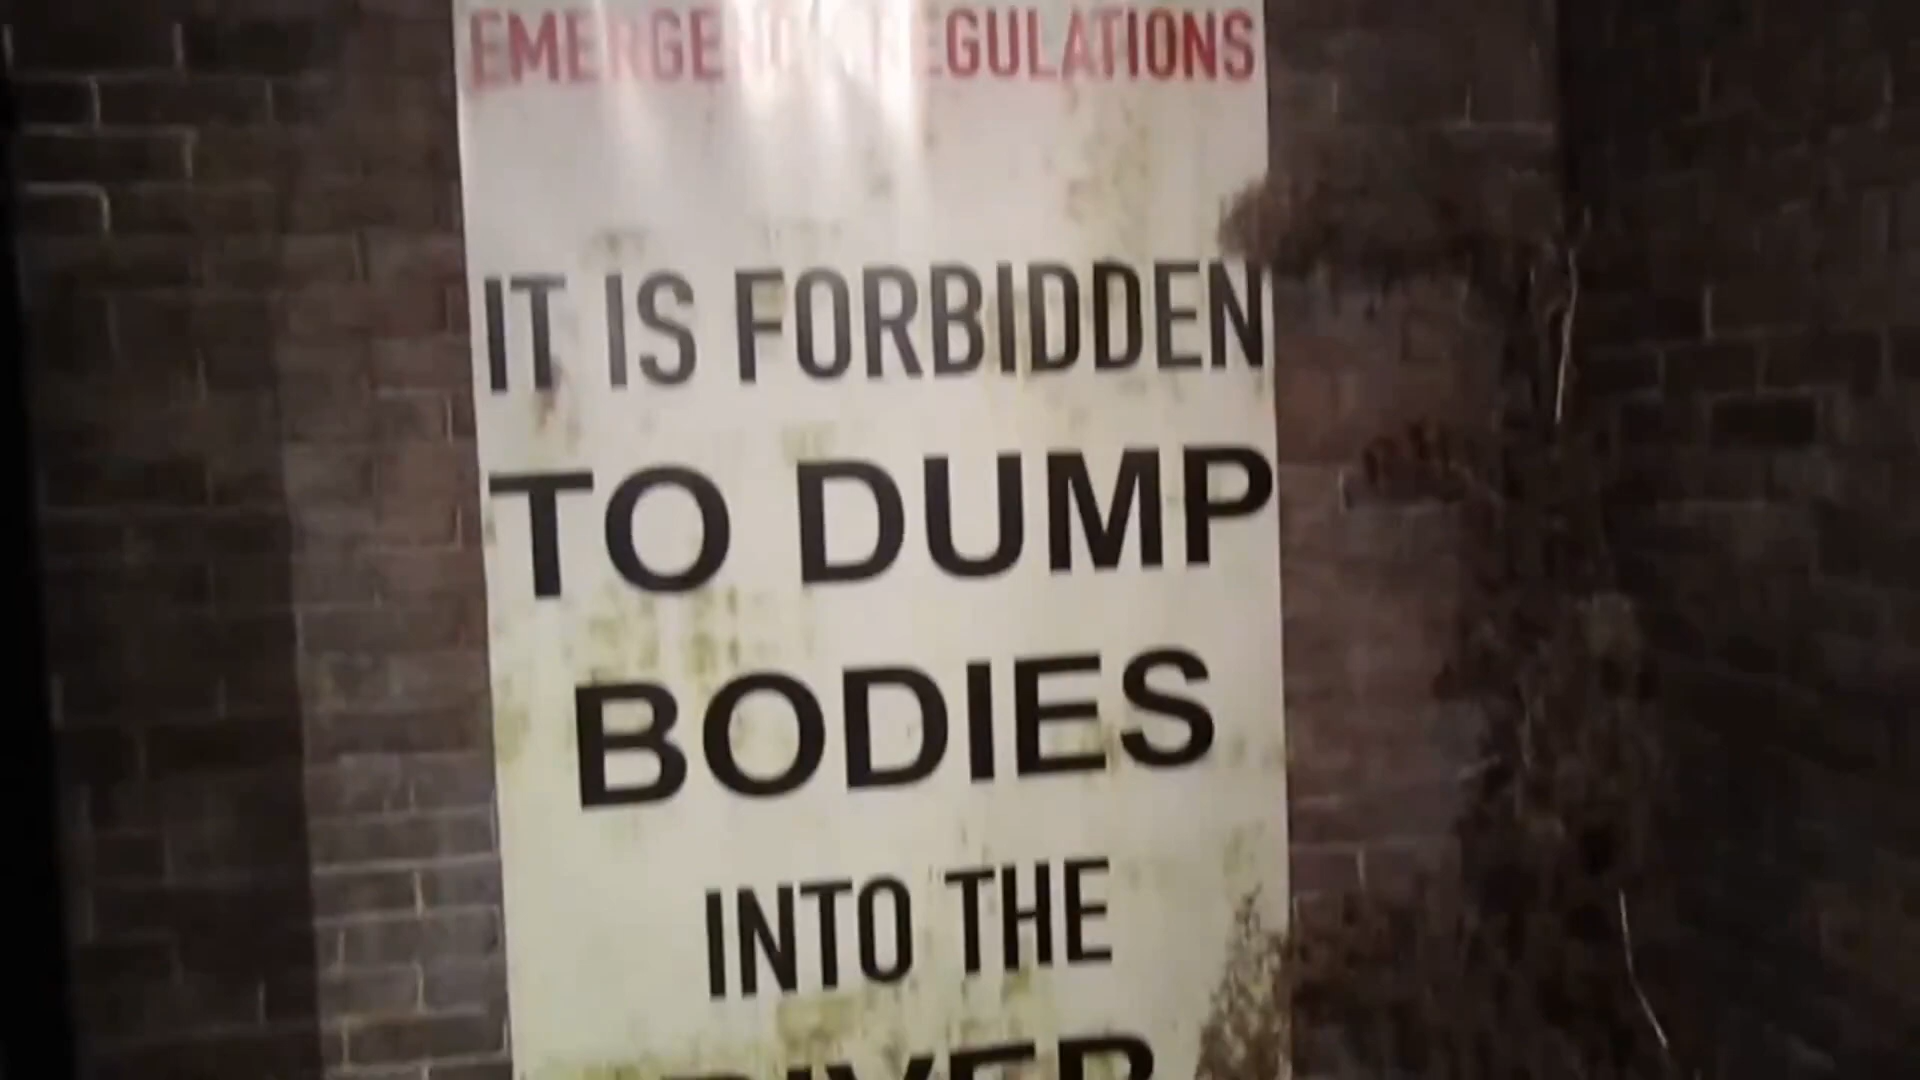 EMERGENCY REGULATIONS
IT IS FORBIDDEN
TO DUMP
BODIES
INTO THE
RIVER